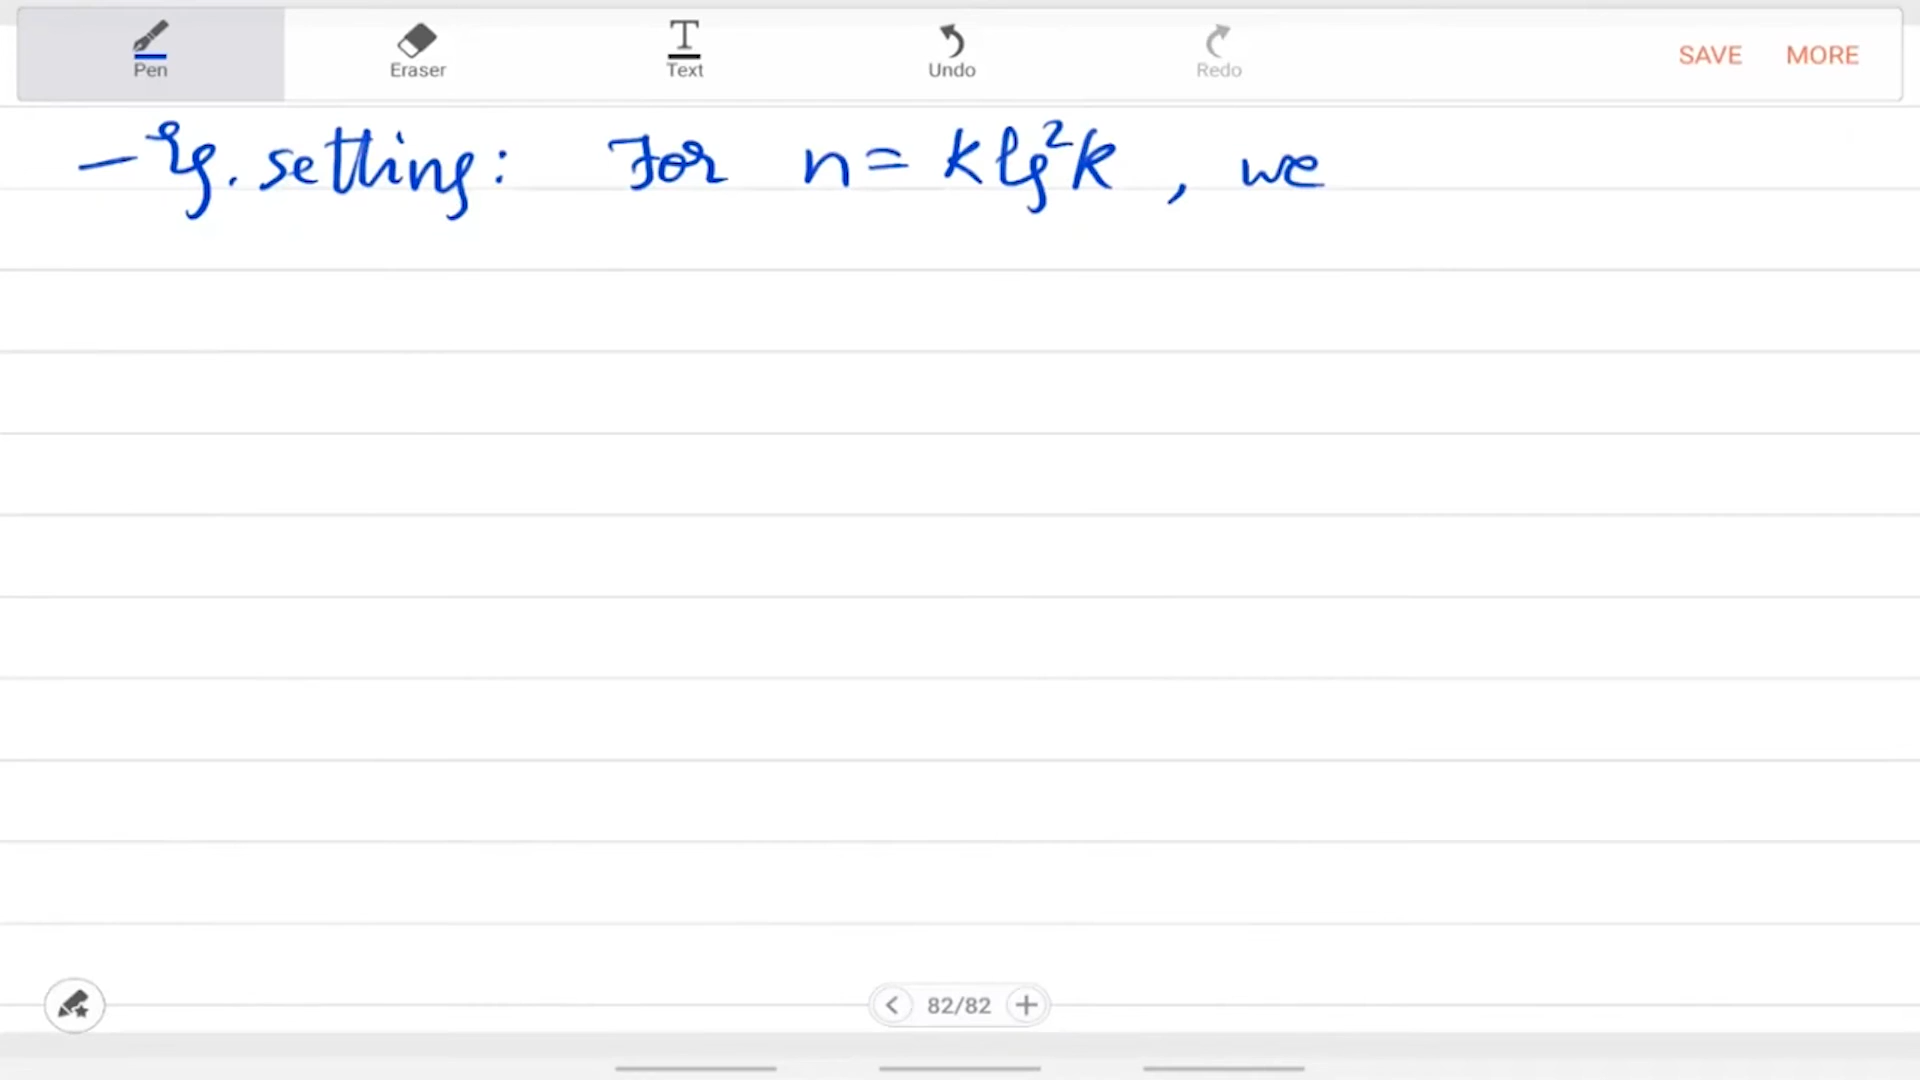 Pen Eraser Text Undo Redo SAVE MORE
- Eg. setting: For n = k lg²k , we
82/82